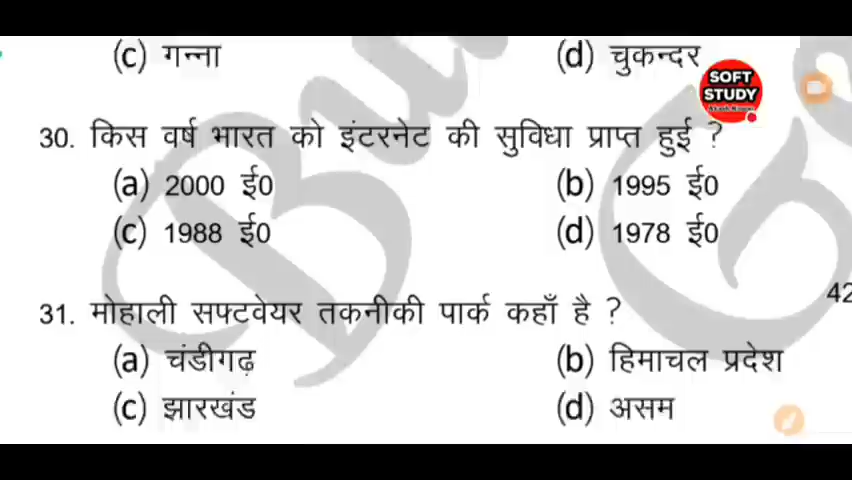 (c) गन्ना (d) चुकन्दर
SOFT
STUDY
30. किस वर्ष भारत को इंटरनेट की सुविधा प्राप्त हुई ?
(a) 2000 ई0 (b) 1995 ई0
(c) 1988 ई0 (d) 1978 ई0
42
31. मोहाली सफ्टवेयर तकनीकी पार्क कहाँ है ?
(a) चंडीगढ़ (b) हिमाचल प्रदेश
(c) झारखंड (d) असम